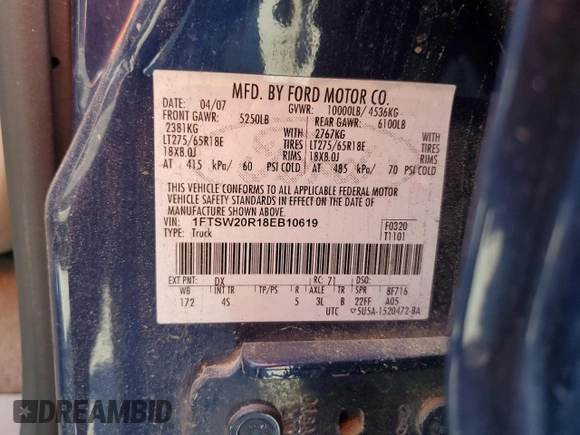 MFD. BY FORD MOTOR CO.
DATE: 04/07 GVWR: 10000LB/ 4536KG
FRONT GAWR: 5250LB REAR GAWR: 6100LB
2381KG WITH 2767KG WITH
LT275/65R18E TIRES LT275/65R18E TIRES
18X8.0J RIMS 18X8.0J RIMS
AT 415 kPa/ 60 PSI COLD AT 485 kPa/ 70 PSI COLD
THIS VEHICLE CONFORMS TO ALL APPLICABLE FEDERAL MOTOR
VEHICLE SAFETY STANDARDS IN EFFECT ON THE DATE OF
MANUFACTURE SHOWN ABOVE.
VIN: 1FTSW20R18EB10619 F0320
TYPE: Truck T1101
EXT PNT: DX RC: 71 DSO:
WB INT TR TP/PS R AXLE TR SPR 8F716
172 4S 5 3L B 22FF A05
UTC ▽5U5A-1520472-BA
DREAMBID